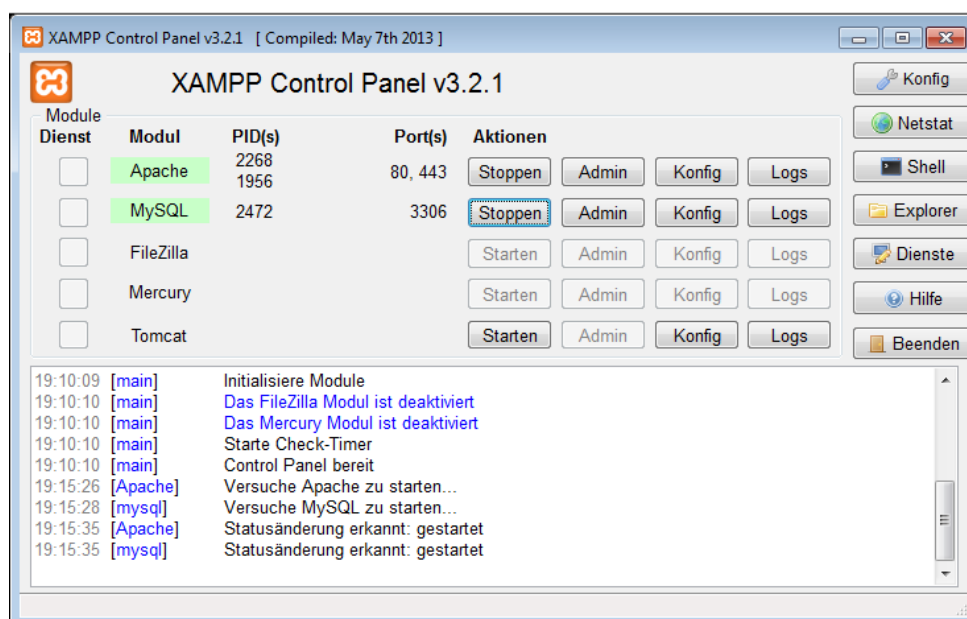 XAMPP Control Panel v3.2.1 [ Compiled: May 7th 2013 ]
XAMPP Control Panel v3.2.1
Konfig
Module
Dienst Modul PID(s) Port(s) Aktionen
Netstat
Apache 2268 1956 80, 443 Stoppen Admin Konfig Logs
Shell
MySQL 2472 3306 Stoppen Admin Konfig Logs
Explorer
FileZilla Starten Admin Konfig Logs
Dienste
Mercury Starten Admin Konfig Logs
Hilfe
Tomcat Starten Admin Konfig Logs
Beenden
19:10:09 [main] Initialisiere Module
19:10:10 [main] Das FileZilla Modul ist deaktiviert
19:10:10 [main] Das Mercury Modul ist deaktiviert
19:10:10 [main] Starte Check-Timer
19:10:10 [main] Control Panel bereit
19:15:26 [Apache] Versuche Apache zu starten...
19:15:28 [mysql] Versuche MySQL zu starten...
19:15:35 [Apache] Statusänderung erkannt: gestartet
19:15:35 [mysql] Statusänderung erkannt: gestartet